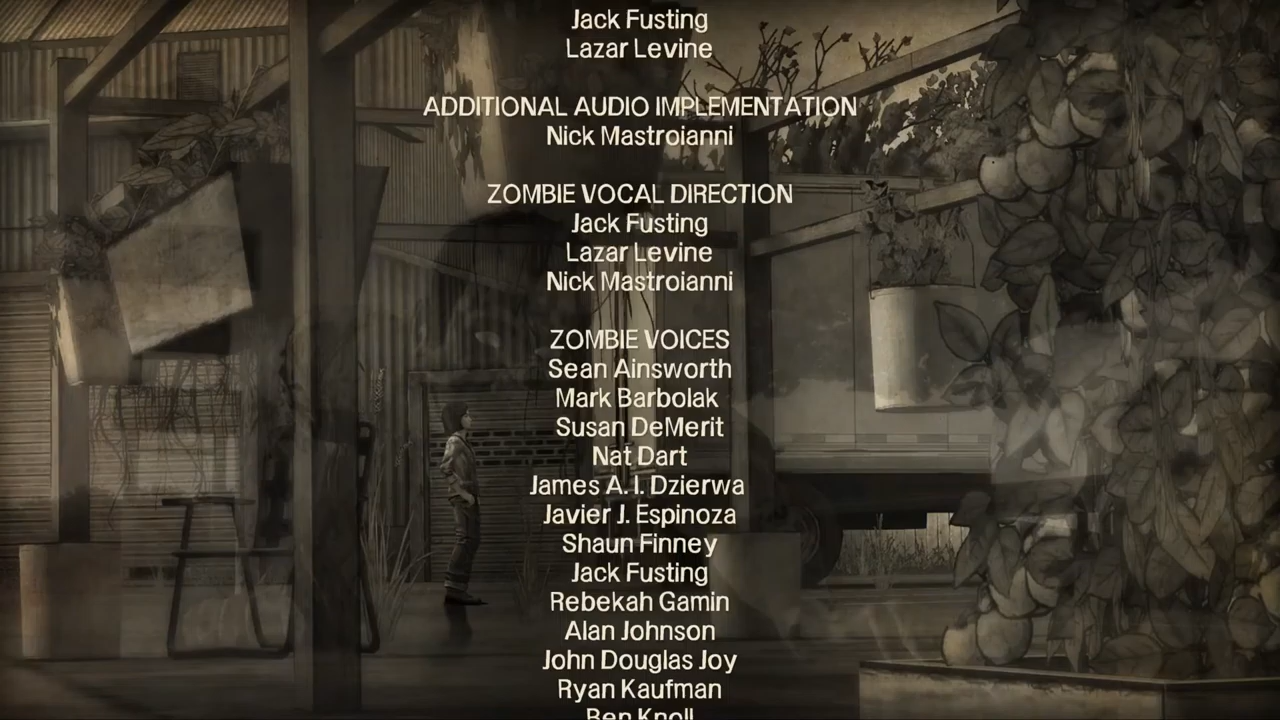 Jack Fusting
Lazar Levine
ADDITIONAL AUDIO IMPLEMENTATION
Nick Mastroianni
ZOMBIE VOCAL DIRECTION
Jack Fusting
Lazar Levine
Nick Mastroianni
ZOMBIE VOICES
Sean Ainsworth
Mark Barbolak
Susan DeMerit
Nat Dart
James A. I. Dzierwa
Javier J. Espinoza
Shaun Finney
Jack Fusting
Rebekah Gamin
Alan Johnson
John Douglas Joy
Ryan Kaufman
Ben Knoll